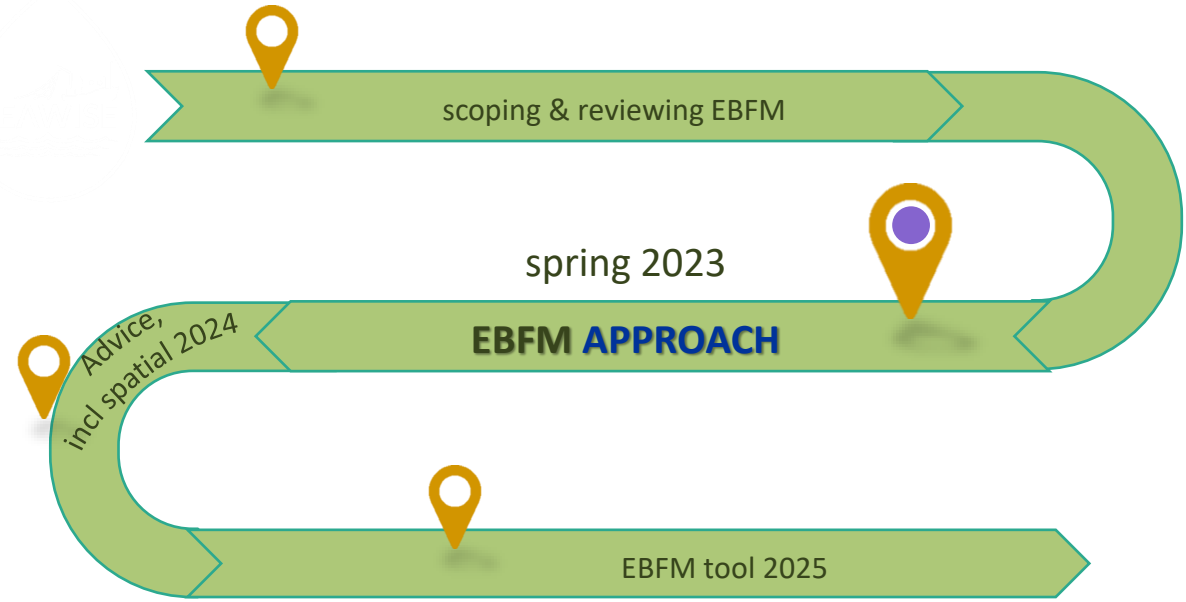 scoping & reviewing EBFM
spring 2023
EBFM APPROACH
Advice,
incl spatial 2024
EBFM tool 2025